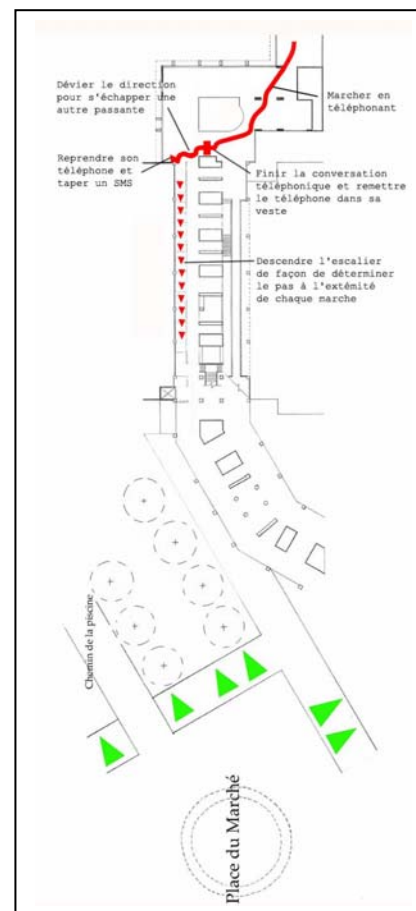 Dévier le direction
pour s'échapper une
autre passante
Marcher en
téléphonant
Reprendre son
téléphone et
taper un SMS
Finir la conversation
téléphonique et remettre
le téléphone dans sa
veste
Descendre l'escalier
de façon de déterminer
le pas à l'extémité
de chaque marche
Chemin de la piscine
Place du Marché